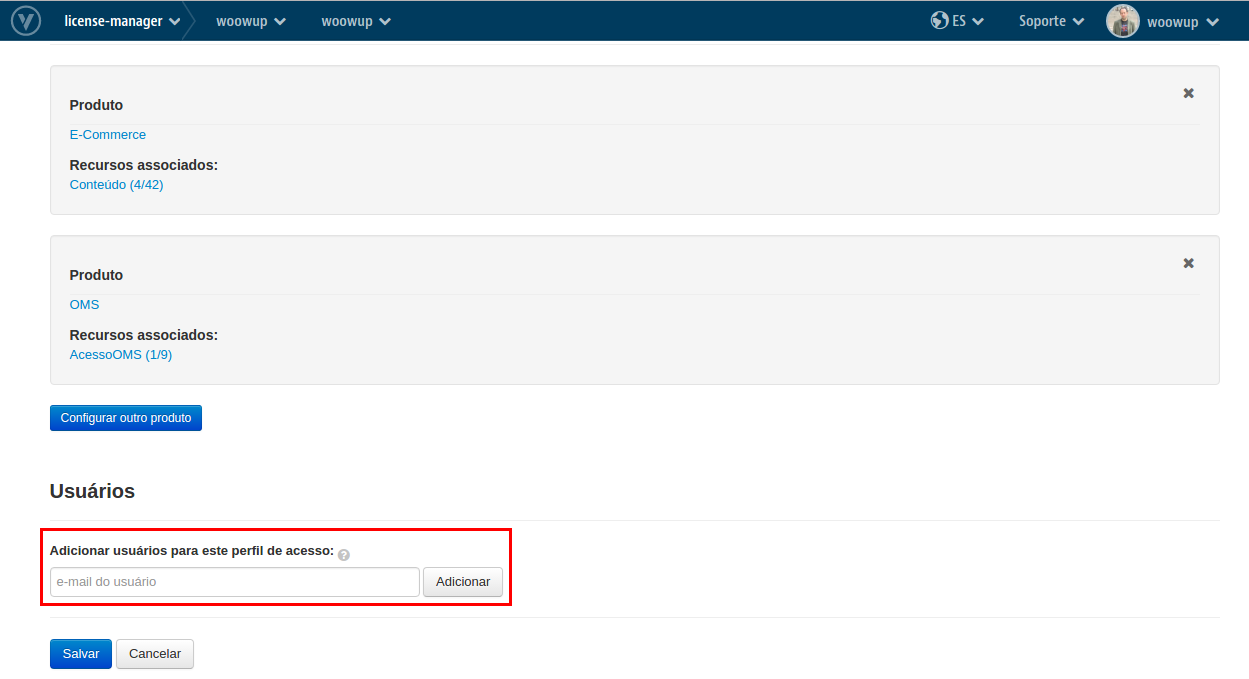 license-manager woowup woowup ES Soporte woowup
Produto
E-Commerce
Recursos associados:
Conteúdo (4/42)
Produto
OMS
Recursos associados:
AcessoOMS (1/9)
Configurar outro produto
Usuários
Adicionar usuários para este perfil de acesso: ?
e-mail do usuário Adicionar
Salvar Cancelar